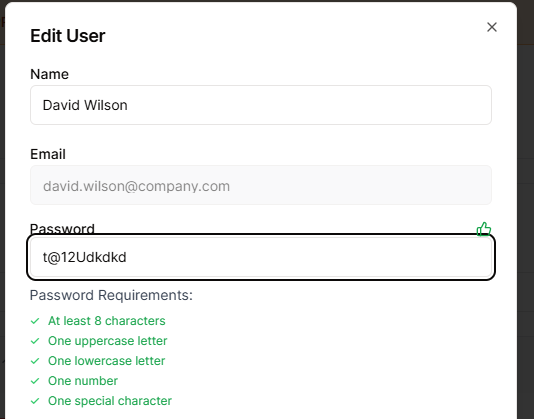 Edit User
Name
David Wilson
Email
david.wilson@company.com
Password
t@12Udkdkd
Password Requirements:
At least 8 characters
One uppercase letter
One lowercase letter
One number
One special character